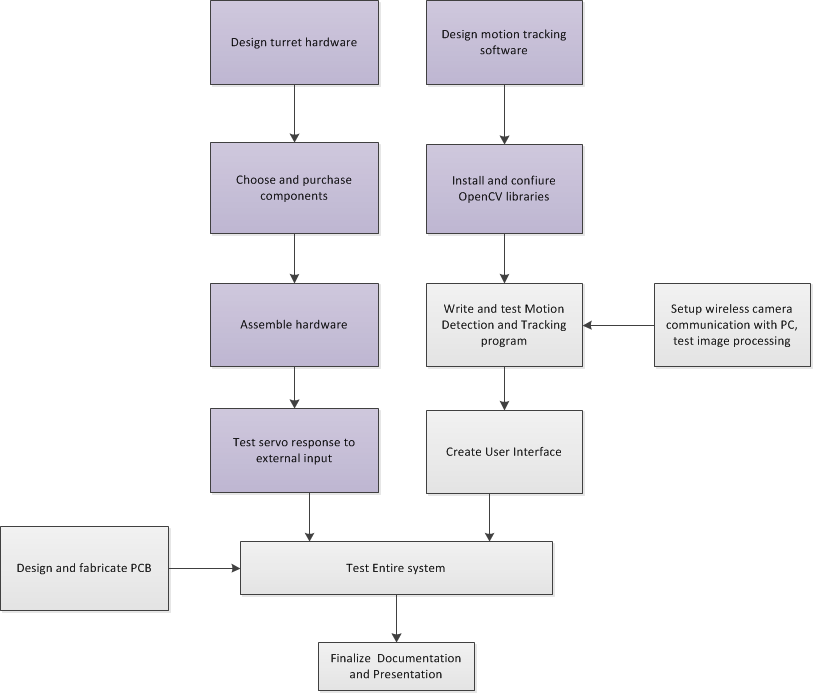 Design turret hardware
Design motion tracking
software
Choose and purchase
components
Install and confiure
OpenCV libraries
Assemble hardware
Write and test Motion
Detection and Tracking
program
Setup wireless camera
communication with PC,
test image processing
Test servo response to
external input
Create User Interface
Design and fabricate PCB
Test Entire system
Finalize Documentation
and Presentation